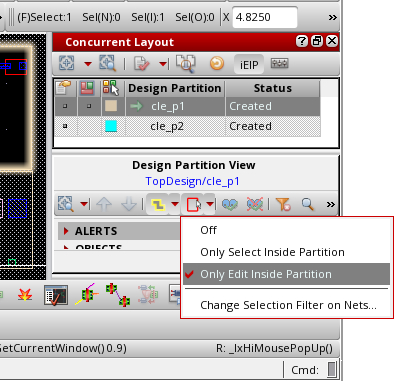 (F)Select:1 Sel(N):0 Sel(I):1 Sel(O):0 X 4.8250 »
Concurrent Layout
iEIP
Design Partition Status
cle_p1 Created
cle_p2 Created
Design Partition View
TopDesign/cle_p1
»
ALERTS
Off
Only Select Inside Partition
Only Edit Inside Partition
Change Selection Filter on Nets...
GetCurrentWindow() 0.9) R: _lxHiMousePopUp()
Cmd: